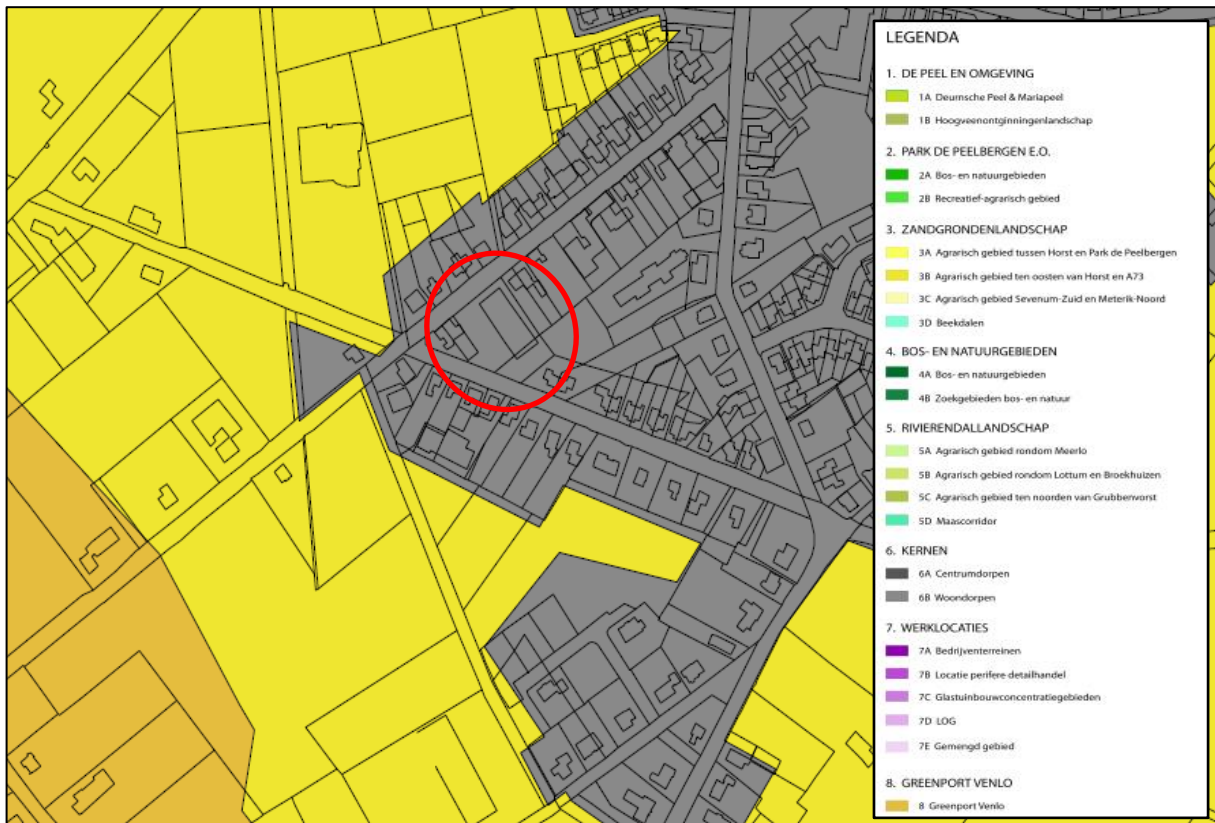 LEGENDA
1. DE PEEL EN OMGEVING
1A Deurnsche Peel & Mariapeel
1B Hoogveenontginningenlandschap
2. PARK DE PEELBERGEN E.O.
2A Bos- en natuurgebieden
2B Recreatief-agrarisch gebied
3. ZANDGRONDENLANDSCHAP
3A Agrarisch gebied tussen Horst en Park de Peelbergen
3B Agrarisch gebied ten oosten van Horst en A73
3C Agrarisch gebied Sevenum-Zuid en Meterik-Noord
3D Beekdalen
4. BOS- EN NATUURGEBIEDEN
4A Bos- en natuurgebieden
4B Zoekgebieden bos- en natuur
5. RIVIERENDALLANDSCHAP
5A Agrarisch gebied rondom Meerlo
5B Agrarisch gebied rondom Lottum en Broekhuizen
5C Agrarisch gebied ten noorden van Grubbenvorst
5D Maascorridor
6. KERNEN
6A Centrumdorpen
6B Woondorpen
7. WERKLOCATIES
7A Bedrijventerreinen
7B Locatie perifere detailhandel
7C Glastuinbouwconcentratiegebieden
7D LOG
7E Gemengd gebied
8. GREENPORT VENLO
8 Greenport Venlo